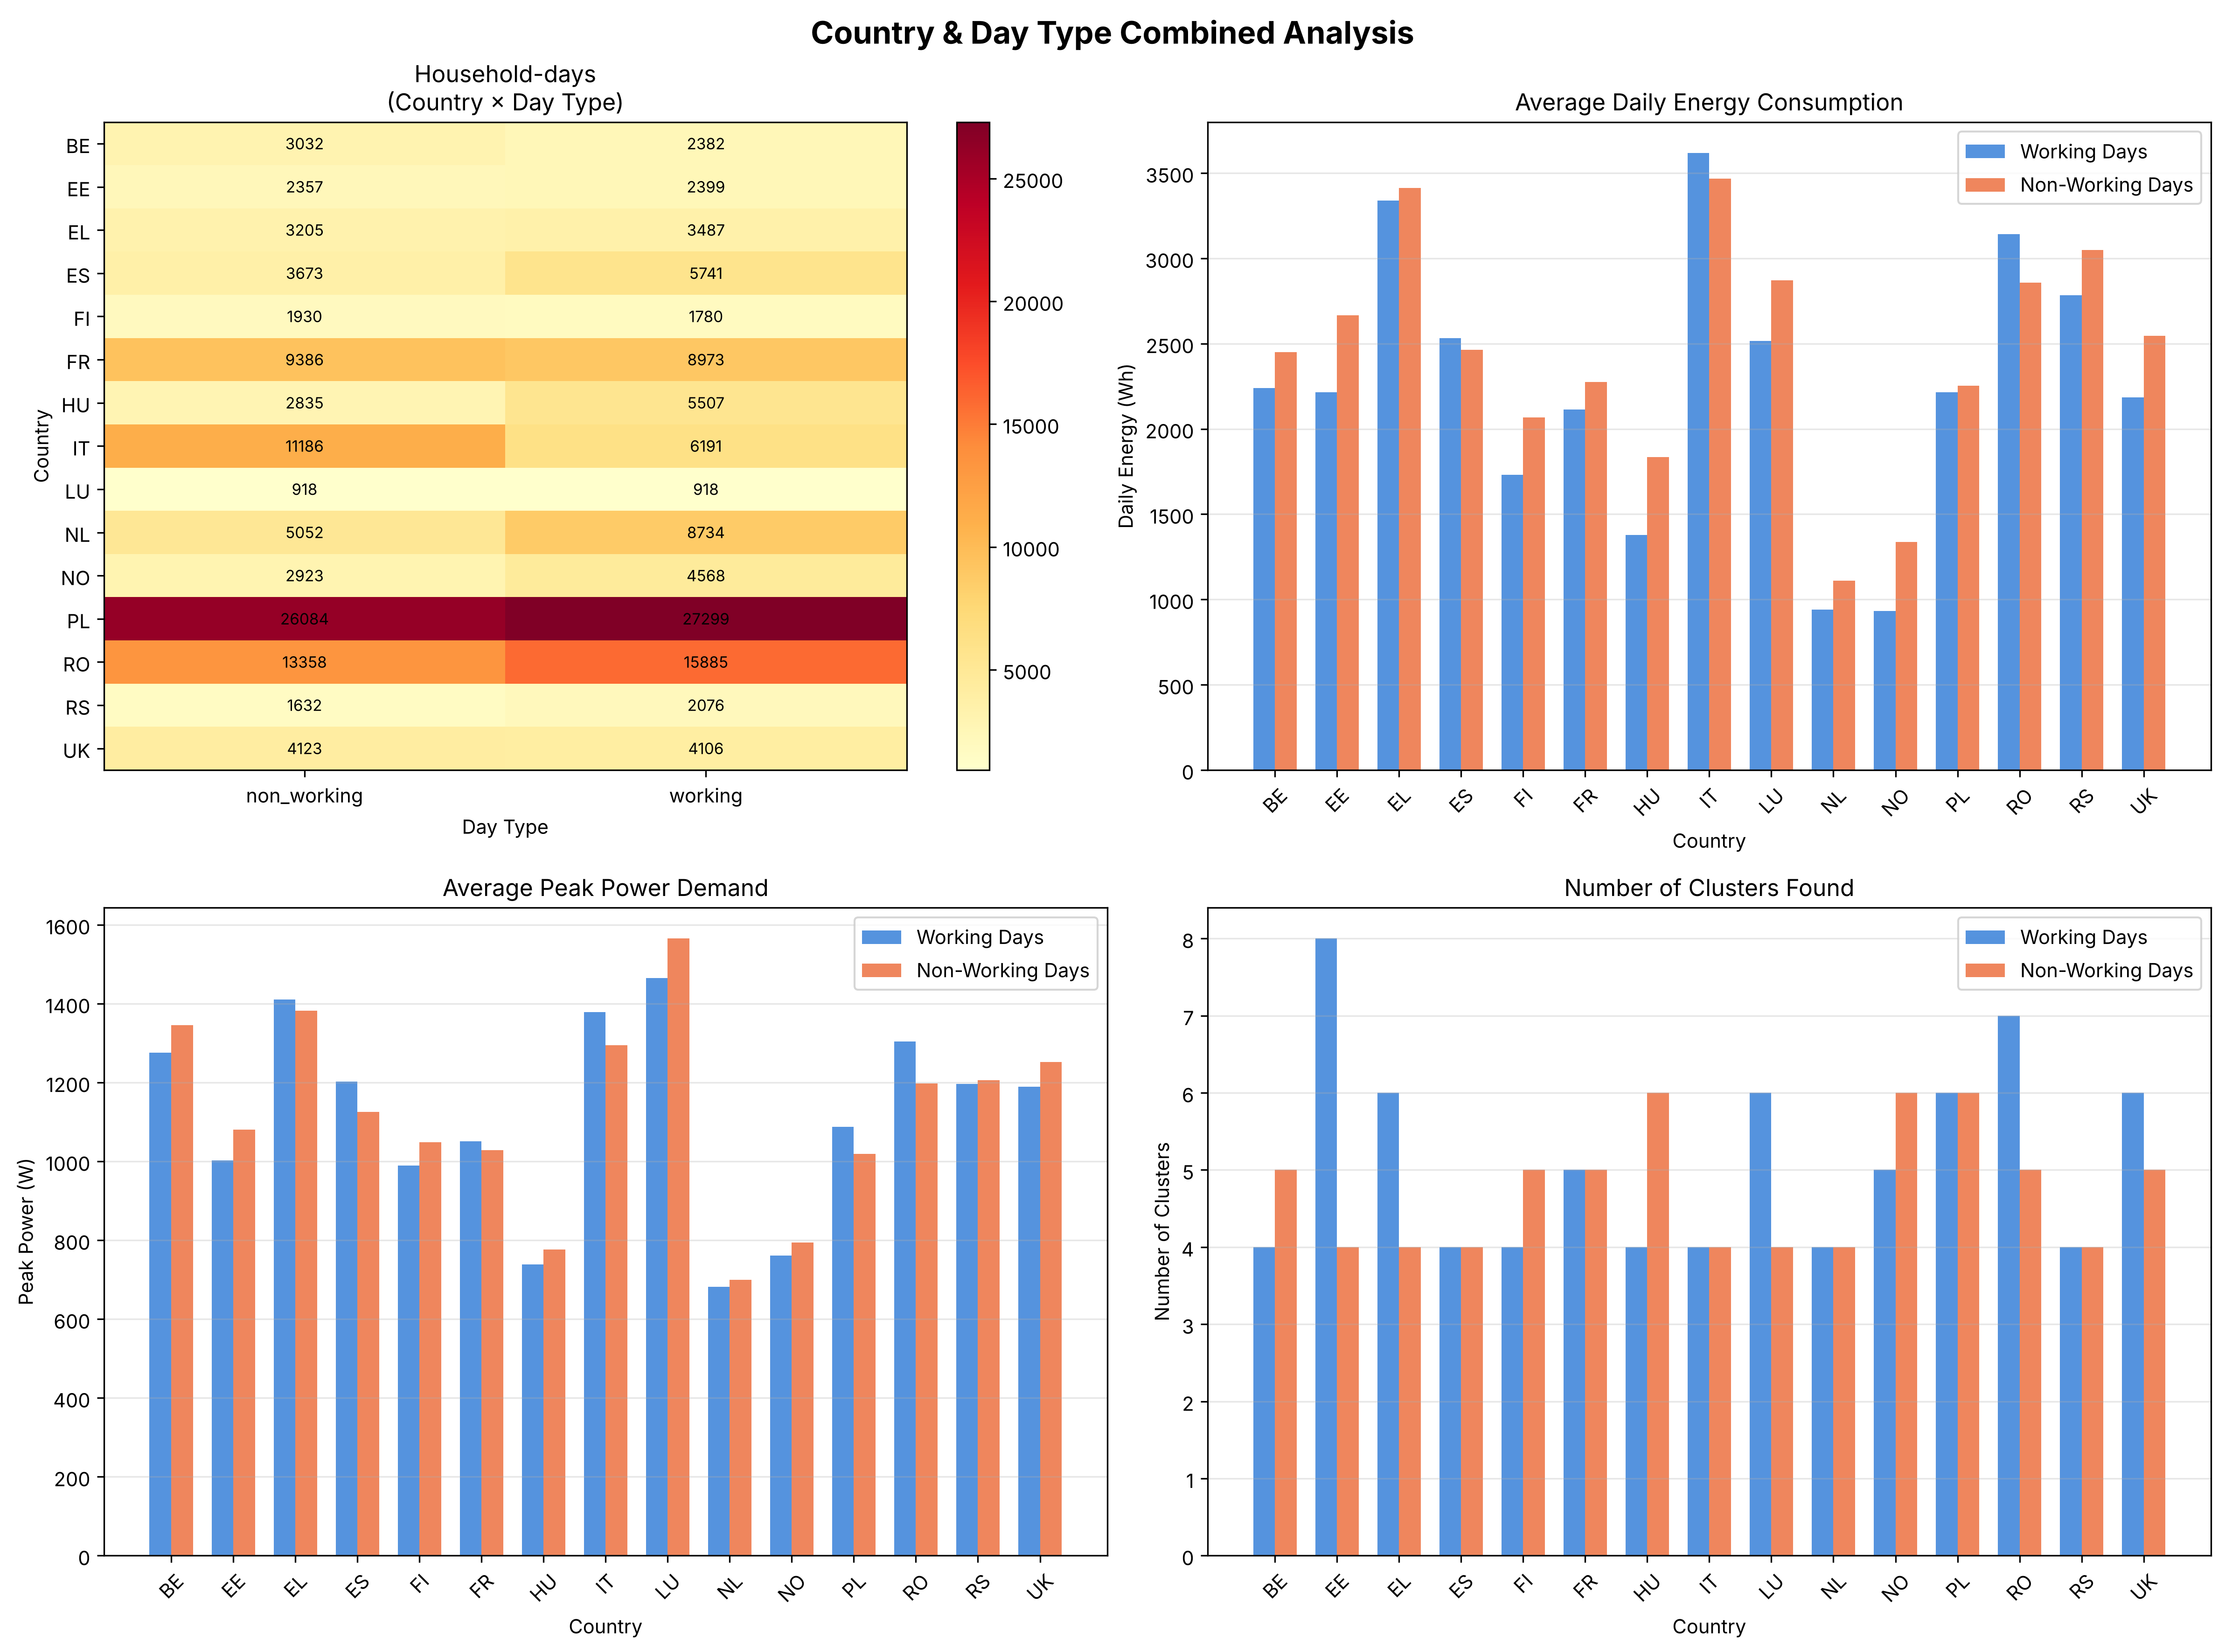 Country & Day Type Combined Analysis
Household-days
(Country × Day Type)
Country
BE 3032 2382
EE 2357 2399
EL 3205 3487
ES 3673 5741
FI 1930 1780
FR 9386 8973
HU 2835 5507
IT 11186 6191
LU 918 918
NL 5052 8734
NO 2923 4568
PL 26084 27299
RO 13358 15885
RS 1632 2076
UK 4123 4106
non_working working
Day Type
25000
20000
15000
10000
5000
Average Daily Energy Consumption
Working Days
Non-Working Days
Daily Energy (Wh)
3500
3000
2500
2000
1500
1000
500
0
BE EE EL ES FI FR HU IT LU NL NO PL RO RS UK
Country
Average Peak Power Demand
Working Days
Non-Working Days
Peak Power (W)
1600
1400
1200
1000
800
600
400
200
0
BE EE EL ES FI FR HU IT LU NL NO PL RO RS UK
Country
Number of Clusters Found
Working Days
Non-Working Days
Number of Clusters
8
7
6
5
4
3
2
1
0
BE EE EL ES FI FR HU IT LU NL NO PL RO RS UK
Country